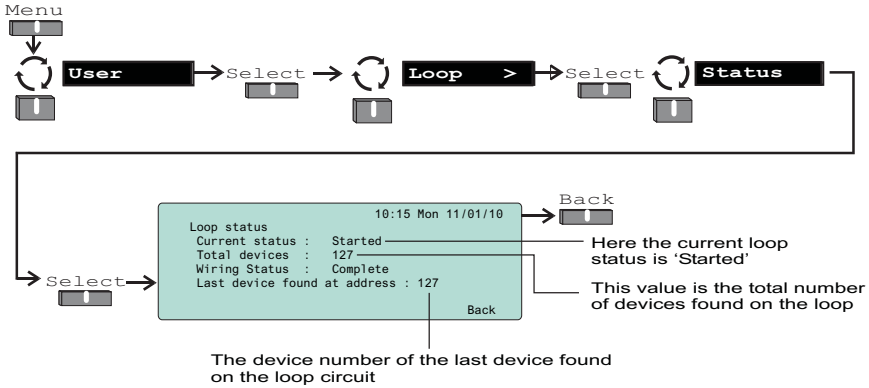 Menu
User
Select
Loop >
Select
Status
Select
10:15 Mon 11/01/10
Loop status
Current status : Started
Total devices : 127
Wiring Status : Complete
Last device found at address : 127
Back
Back
Here the current loop
status is ‘Started’
This value is the total number
of devices found on the loop
The device number of the last device found
on the loop circuit